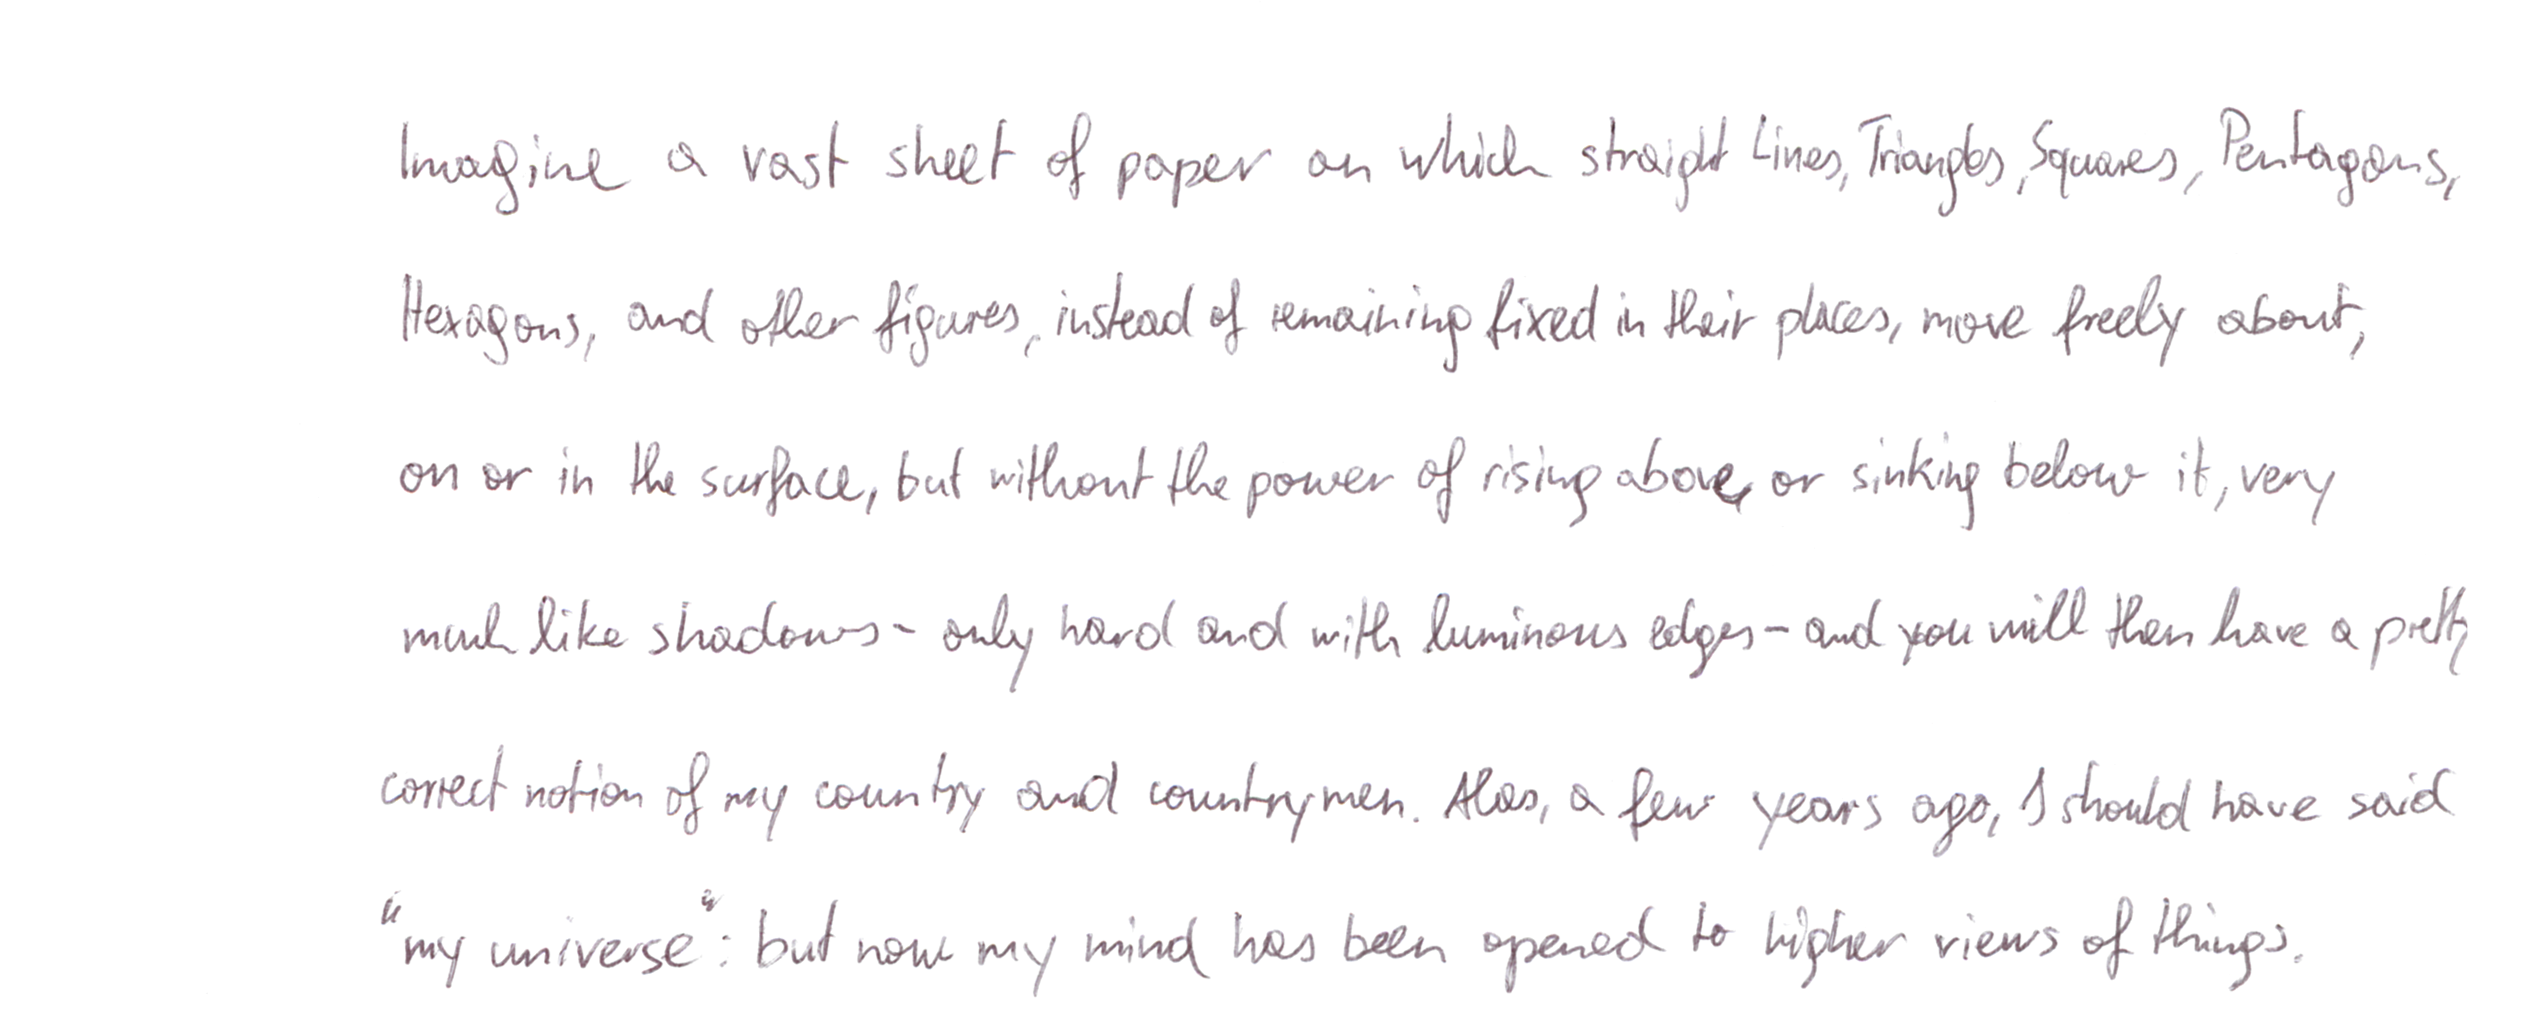 Imagine a vast sheet of paper on which straight Lines, Triangles, Squares, Pentagons,
Hexagons, and other figures, instead of remaining fixed in their places, move freely about,
on or in the surface, but without the power of rising above or sinking below it, very
much like shadows - only hard and with luminous edges - and you will then have a pretty
correct notion of my country and countrymen. Alas, a few years ago, I should have said
"my universe": but now my mind has been opened to higher views of things.